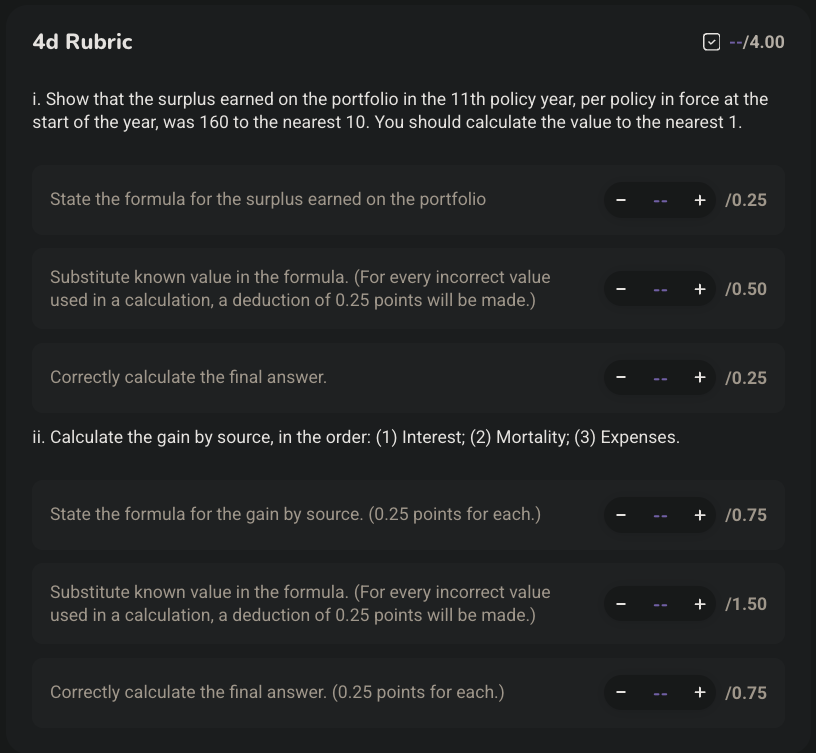 4d Rubric
--/4.00
i. Show that the surplus earned on the portfolio in the 11th policy year, per policy in force at the
start of the year, was 160 to the nearest 10. You should calculate the value to the nearest 1.
State the formula for the surplus earned on the portfolio
− -- + /0.25
Substitute known value in the formula. (For every incorrect value
used in a calculation, a deduction of 0.25 points will be made.)
− -- + /0.50
Correctly calculate the final answer.
− -- + /0.25
ii. Calculate the gain by source, in the order: (1) Interest; (2) Mortality; (3) Expenses.
State the formula for the gain by source. (0.25 points for each.)
− -- + /0.75
Substitute known value in the formula. (For every incorrect value
used in a calculation, a deduction of 0.25 points will be made.)
− -- + /1.50
Correctly calculate the final answer. (0.25 points for each.)
− -- + /0.75